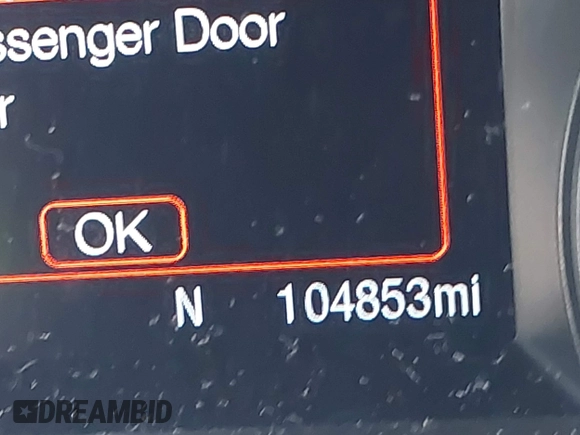 ssenger Door
r
OK
N 104853mi
DREAMBID